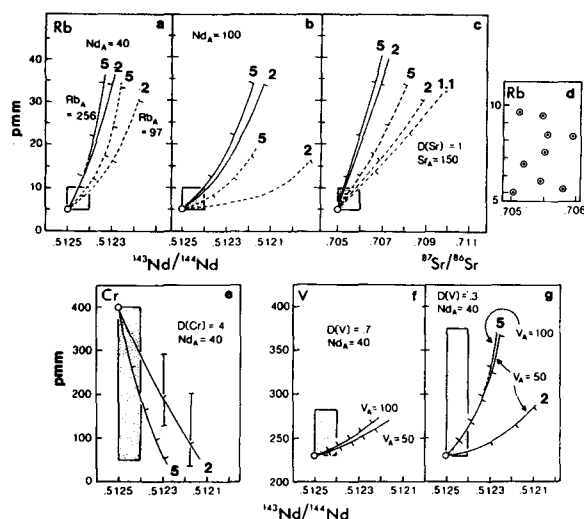 Rb a b c
Nd_A = 40
Nd_A = 100
5 2 5 2
Rb_A = 256
Rb_A = 97
5 2
5
2
5 2
5 2 1.1
D(Sr) = 1
Sr_A = 150
Rb d
10
5
.705 .706
40
30
20
10
0
ppm
.5125 .5123 .5125 .5123 .5121 .705 .707 .709 .711
143Nd/144Nd
87Sr/86Sr
Cr e
D(Cr) = 4
Nd_A = 40
400
300
200
100
0
pmm
5 2
.5125 .5123 .5121
V f
D(V) = .7
Nd_A = 40
V_A = 100
V_A = 50
400
350
300
250
200
.5125 .5123 .5121
g
D(V) = .3
Nd_A = 40
5
V_A = 100
V_A = 50
2
.5125 .5123 .5121
143Nd/144Nd